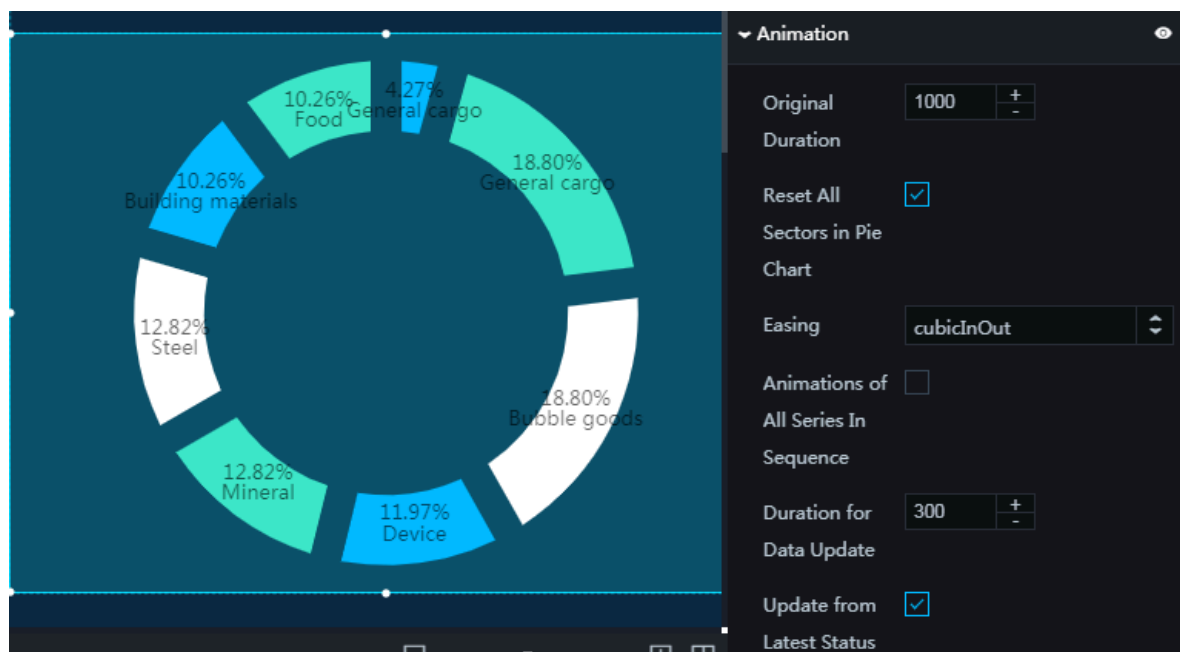 4.27%
General cargo
18.80%
General cargo
18.80%
Bubble goods
11.97%
Device
12.82%
Mineral
12.82%
Steel
10.26%
Building materials
10.26%
Food
Animation
Original
Duration
1000
+
-
Reset All
Sectors in Pie
Chart
Easing
cubicInOut
Animations of
All Series In
Sequence
Duration for
Data Update
300
+
-
Update from
Latest Status